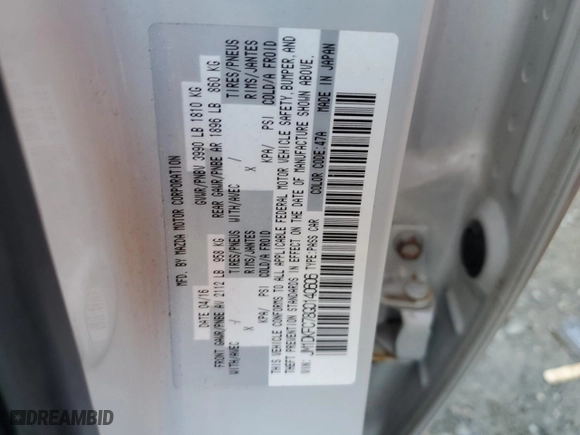 MFD. BY MAZDA MOTOR CORPORATION
DATE 04/16 GVWR/PNBV 3990 LB 1810 KG
FRONT GAWR/PNBE AV 2112 LB 958 KG REAR GAWR/PNBE AR 1896 LB 860 KG
WITH/AVEC / TIRES/PNEUS WITH/AVEC / TIRES/PNEUS
X RIMS/JANTES X RIMS/JANTES
KPA/ PSI COLD/A FROID KPA/ PSI COLD/A FROID
THIS VEHICLE CONFORMS TO ALL APPLICABLE FEDERAL MOTOR VEHICLE SAFETY, BUMPER, AND
THEFT PREVENTION STANDARDS IN EFFECT ON THE DATE OF MANUFACTURE SHOWN ABOVE.
VIN: TYPE: PASS CAR COLOR CODE: 47A MADE IN JAPAN
DREAMBID